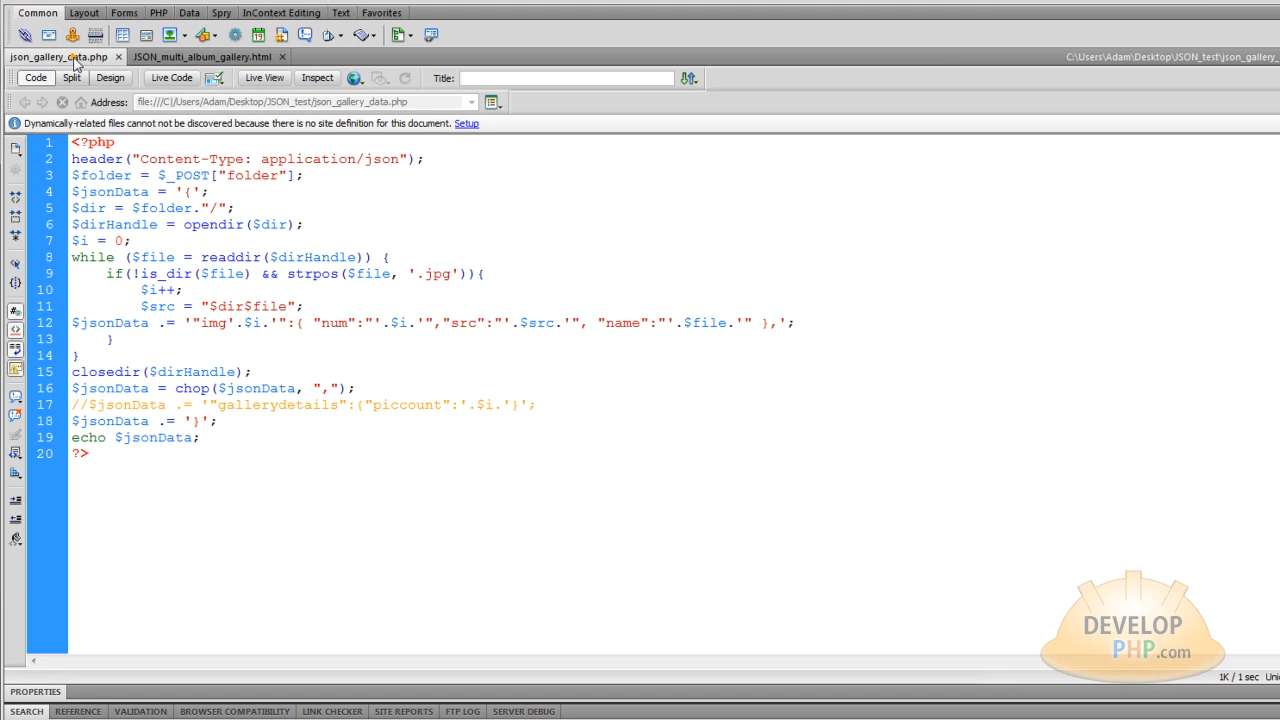 Common Layout Forms PHP Data Spry InContext Editing Text Favorites
json_gallery_data.php JSON_multi_album_gallery.html C:\Users\Adam\Desktop\JSON_test\json_gallery_
Code Split Design Live Code Live View Inspect Title:
Address: file:///C|/Users/Adam/Desktop/JSON_test/json_gallery_data.php
Dynamically-related files cannot not be discovered because there is no site definition for this document. Setup
1 <?php
2 header("Content-Type: application/json");
3 $folder = $_POST["folder"];
4 $jsonData = '{';
5 $dir = $folder."/";
6 $dirHandle = opendir($dir);
7 $i = 0;
8 while ($file = readdir($dirHandle)) {
9 if(!is_dir($file) && strpos($file, '.jpg')){
10 $i++;
11 $src = "$dir$file";
12 $jsonData .= '"img'.$i.'":{ "num":"'.$i.'","src":"'.$src.'", "name":"'.$file.'" },';
13 }
14 }
15 closedir($dirHandle);
16 $jsonData = chop($jsonData, ",");
17 //$jsonData .= '"gallerydetails":{"piccount":'.$i.'}';
18 $jsonData .= '}';
19 echo $jsonData;
20 ?>
DEVELOP
PHP.com
1K / 1 sec Uni
PROPERTIES
SEARCH REFERENCE VALIDATION BROWSER COMPATIBILITY LINK CHECKER SITE REPORTS FTP LOG SERVER DEBUG